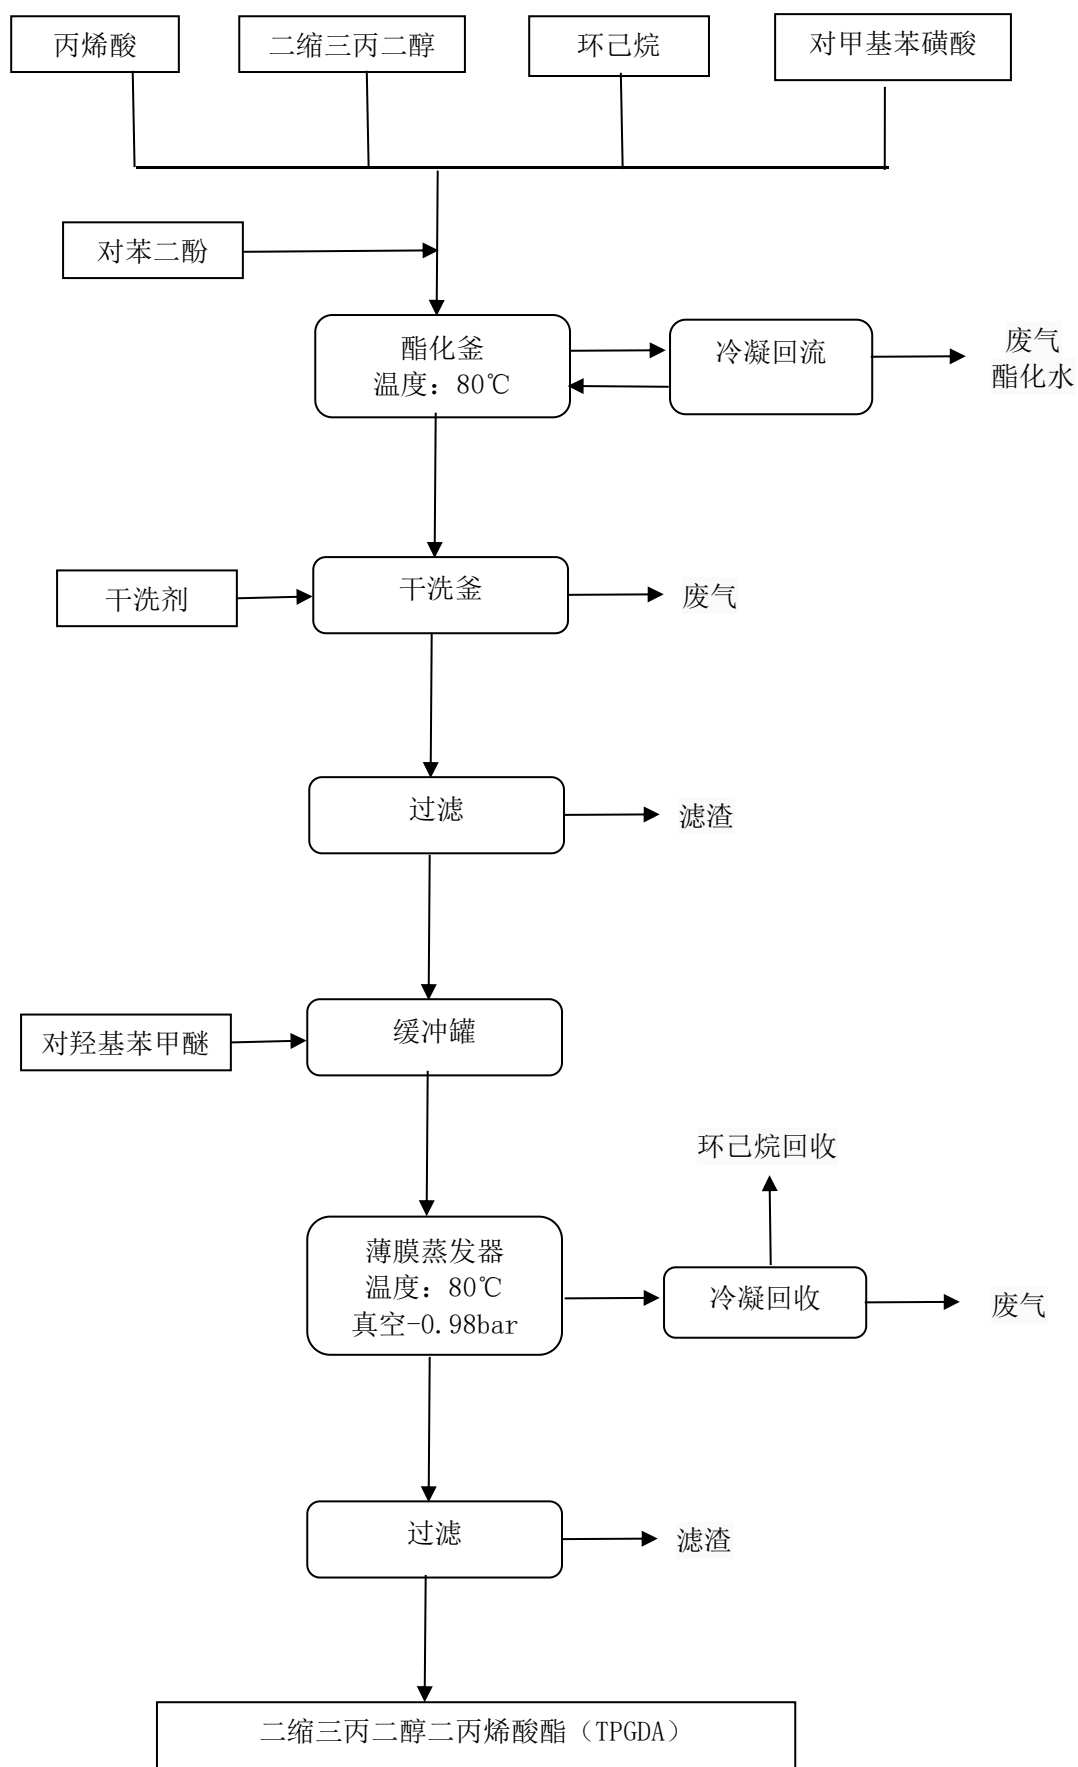 丙烯酸
二缩三丙二醇
环己烷
对甲基苯磺酸
对苯二酚
酯化釜
温度：80℃
冷凝回流
废气
酯化水
干洗剂
干洗釜
废气
过滤
滤渣
对羟基苯甲醚
缓冲罐
环己烷回收
薄膜蒸发器
温度：80℃
真空-0.98bar
冷凝回收
废气
过滤
滤渣
二缩三丙二醇二丙烯酸酯（TPGDA）